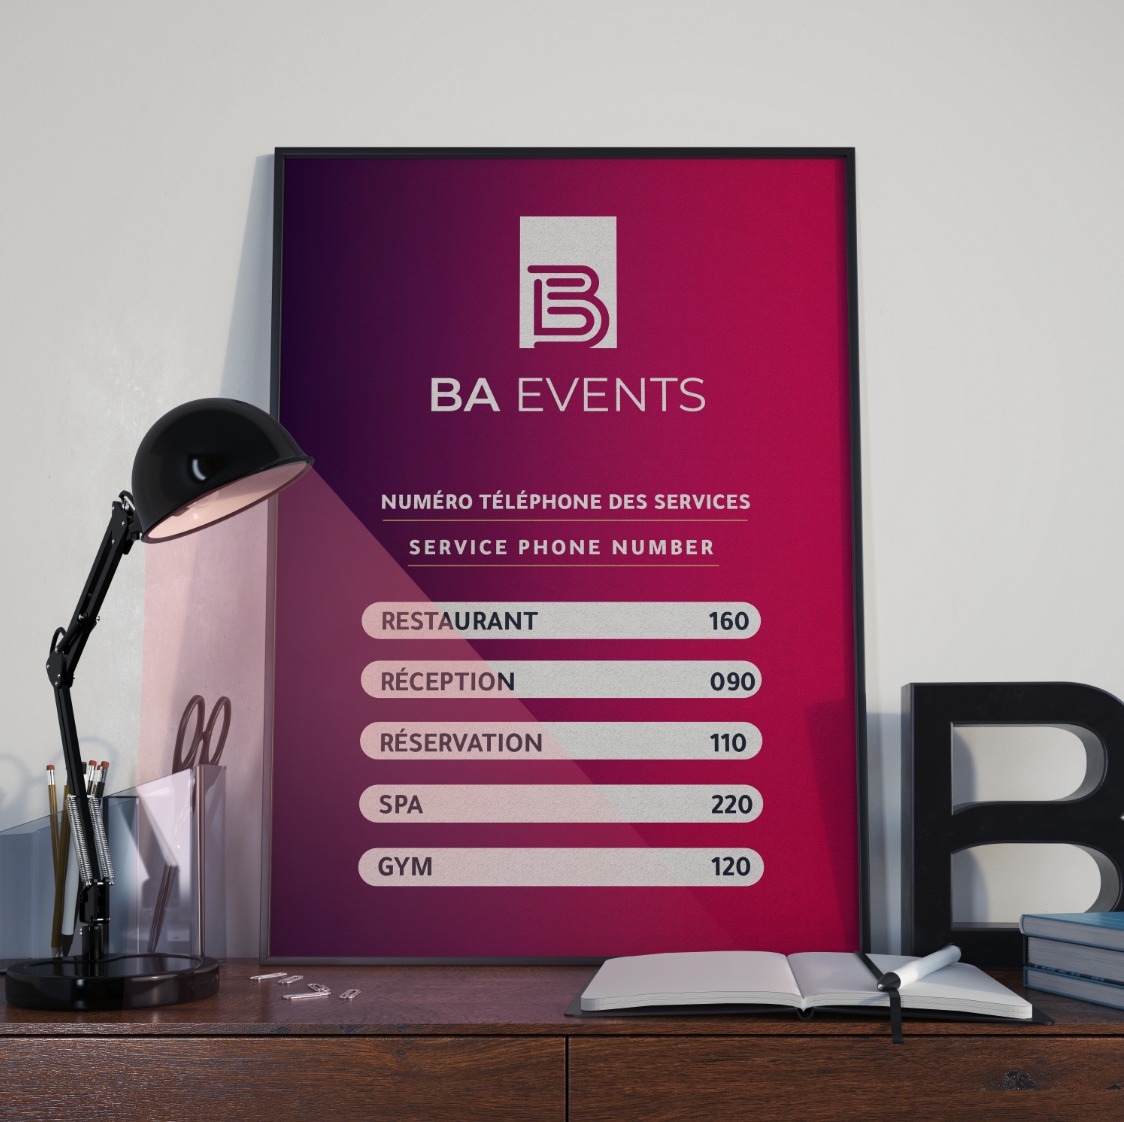 B
BA EVENTS
NUMÉRO TÉLÉPHONE DES SERVICES
SERVICE PHONE NUMBER
RESTAURANT 160
RÉCEPTION 090
RÉSERVATION 110
SPA 220
GYM 120
B